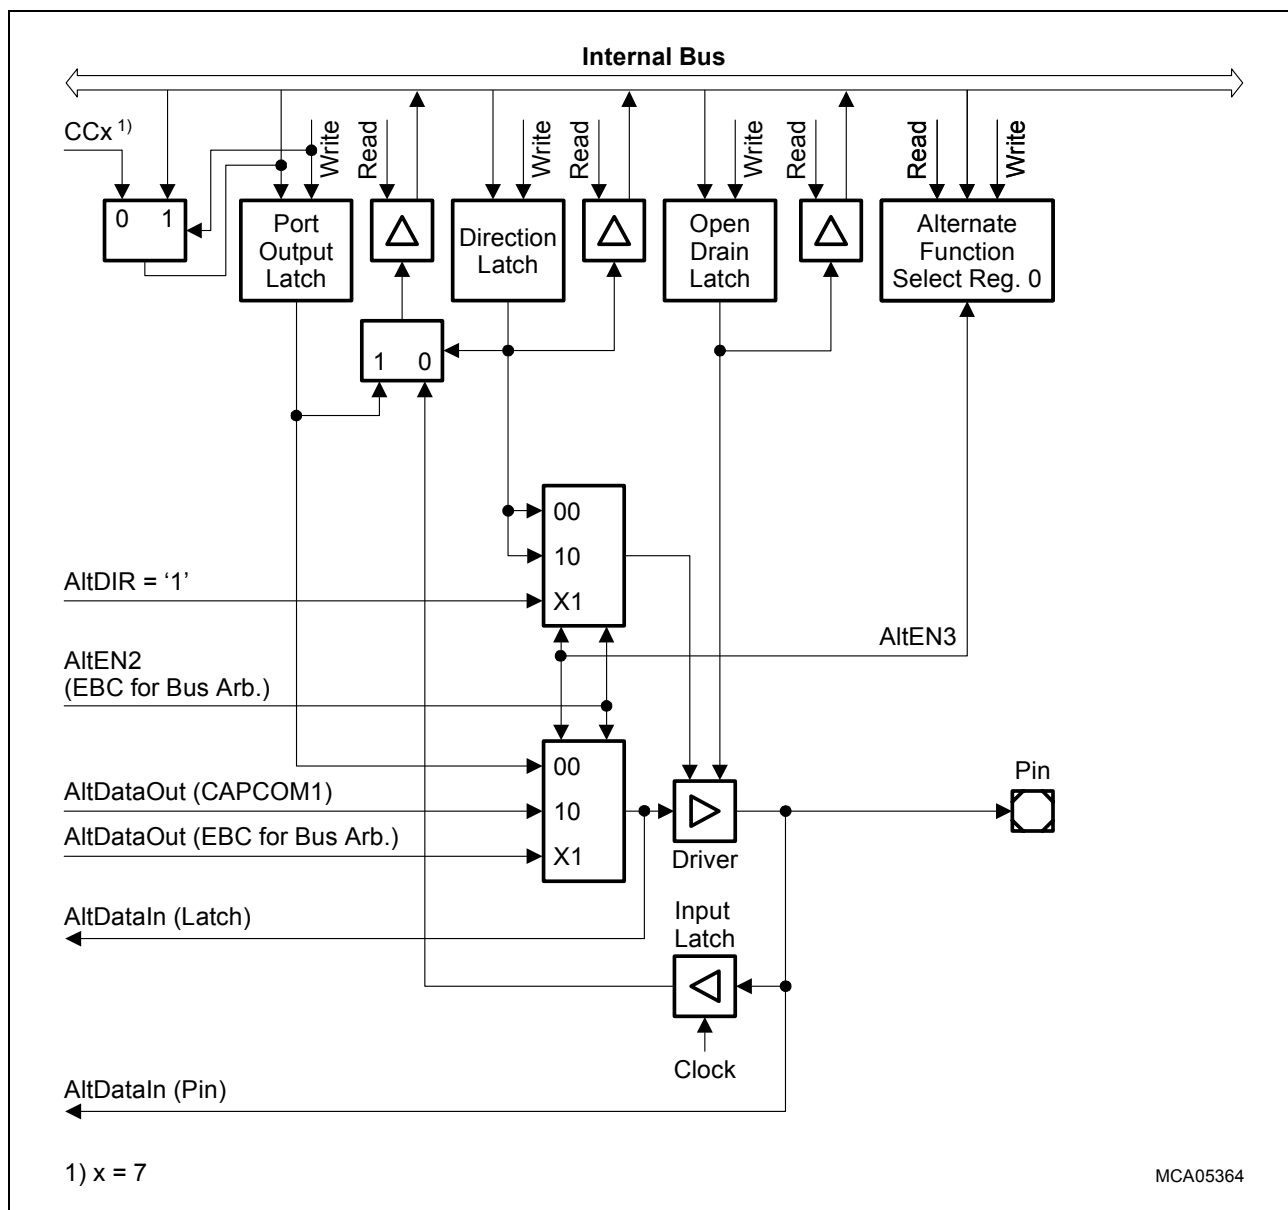 Internal Bus
CCx 1)
Write
Read
Write
Read
Write
Read
Read
Write
0 1
Port
Output
Latch
Direction
Latch
Open
Drain
Latch
Alternate
Function
Select Reg. 0
1 0
00
10
X1
AltDIR = ‘1’
AltEN3
AltEN2
(EBC for Bus Arb.)
00
10
X1
AltDataOut (CAPCOM1)
AltDataOut (EBC for Bus Arb.)
Pin
Driver
AltDataIn (Latch)
Input
Latch
Clock
AltDataIn (Pin)
1) x = 7
MCA05364